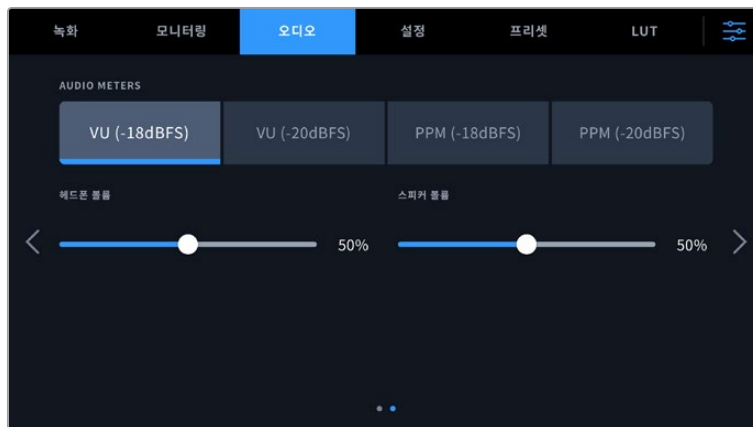 녹화 모니터링 오디오 설정 프리셋 LUT
AUDIO METERS
VU (-18dBFS) VU (-20dBFS) PPM (-18dBFS) PPM (-20dBFS)
헤드폰 볼륨 스피커 볼륨
50% 50%